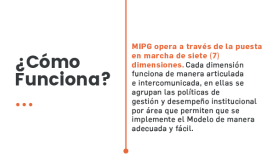 ¿Cómo
Funciona?
MIPG opera a través de la puesta
en marcha de siete (7)
dimensiones. Cada dimensión
funciona de manera articulada
e intercomunicada, en ellas se
agrupan las políticas de
gestión y desempeño institucional
por área que permiten que se
implemente el Modelo de manera
adecuada y fácil.